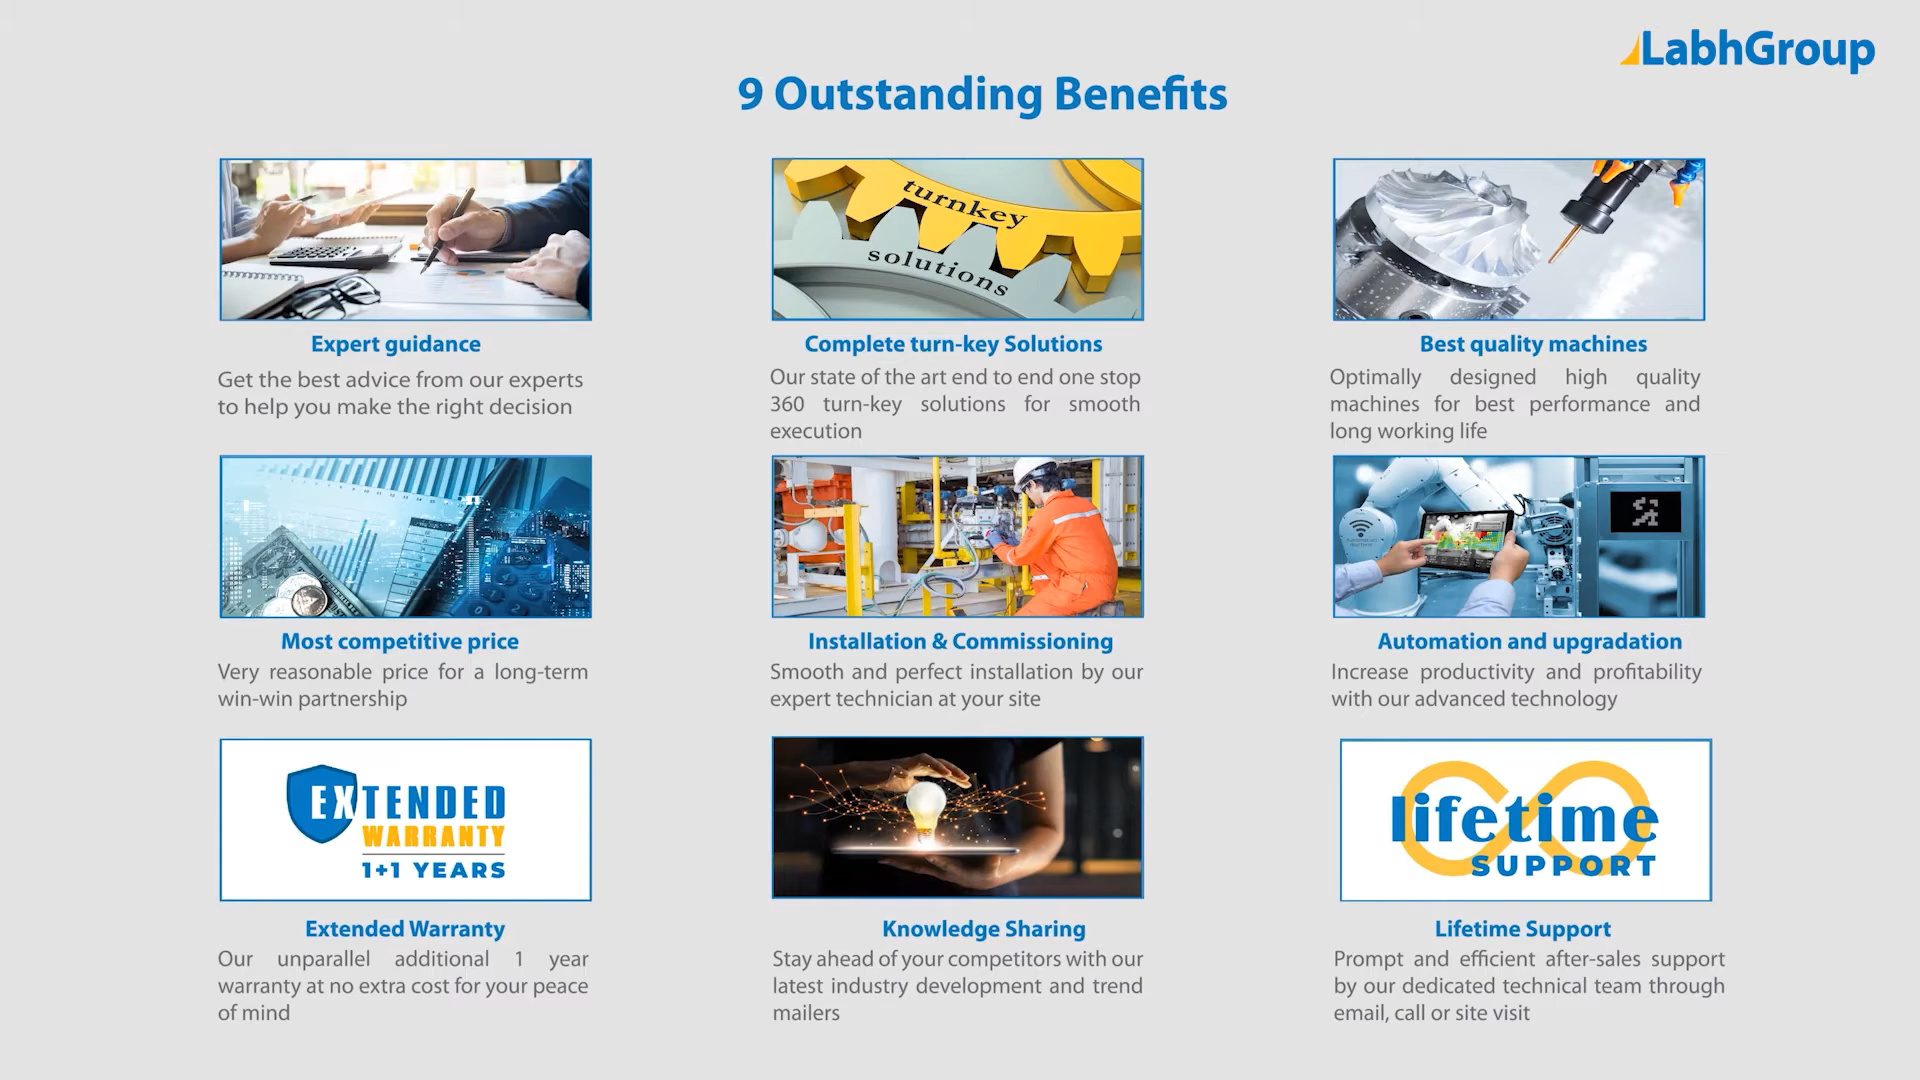 LabhGroup
9 Outstanding Benefits
turnkey
solutions
Expert guidance
Get the best advice from our experts
to help you make the right decision
Complete turn-key Solutions
Our state of the art end to end one stop
360 turn-key solutions for smooth
execution
Best quality machines
Optimally designed high quality
machines for best performance and
long working life
Most competitive price
Very reasonable price for a long-term
win-win partnership
Installation & Commissioning
Smooth and perfect installation by our
expert technician at your site
Automation and upgradation
Increase productivity and profitability
with our advanced technology
EXTENDED
WARRANTY
1+1 YEARS
Extended Warranty
Our unparallel additional 1 year
warranty at no extra cost for your peace
of mind
Knowledge Sharing
Stay ahead of your competitors with our
latest industry development and trend
mailers
lifetime
SUPPORT
Lifetime Support
Prompt and efficient after-sales support
by our dedicated technical team through
email, call or site visit